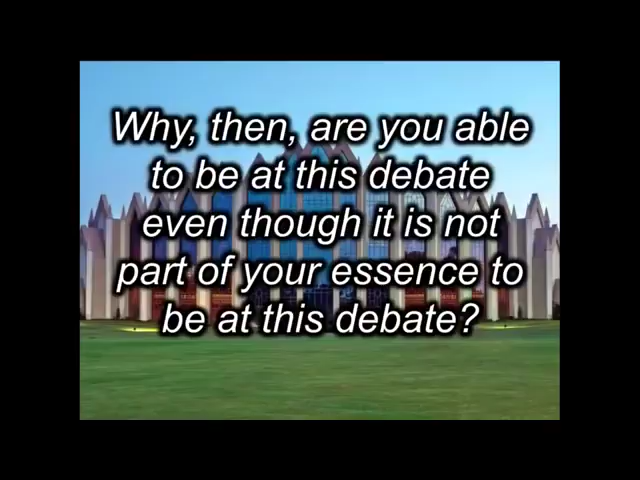 Why, then, are you able
to be at this debate
even though it is not
part of your essence to
be at this debate?